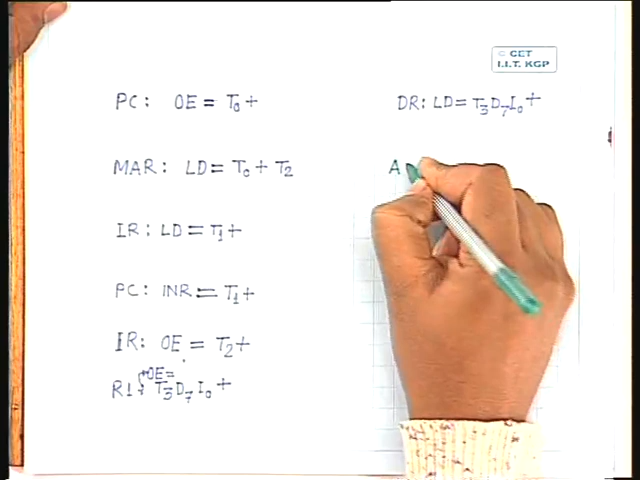 © CET
I.I.T. KGP
PC: OE = T₀+
MAR: LD = T₀ + T₂
IR: LD = T₁+
PC: INR = T₁+
IR: OE = T₂+
OE =
R1: T₃D₇I₀+
DR: LD = T₃D₇I₀+
A